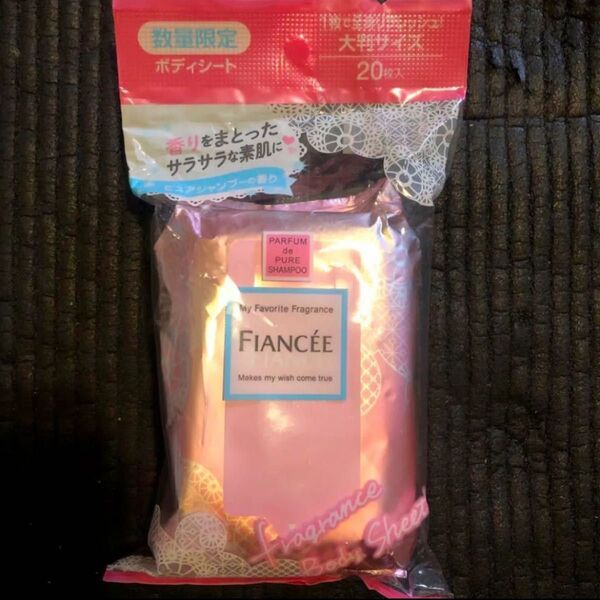 数量限定
ボディシート
大判サイズ
20枚入
香りをまとった
サラサラな素肌に
ピュアシャンプーの香り
PARFUM
de
PURE
SHAMPOO
My Favorite Fragrance
FIANCÉE
Makes my wish come true
fragrance
Body Sheet